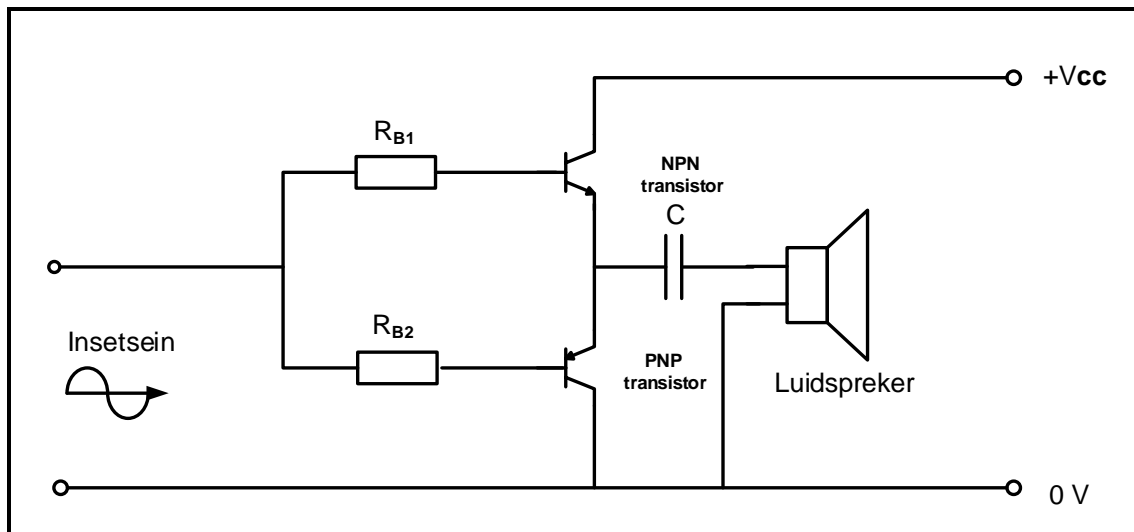 +Vcc
RB1
NPN
transistor
C
Insetsein
RB2
PNP
transistor
Luidspreker
0 V